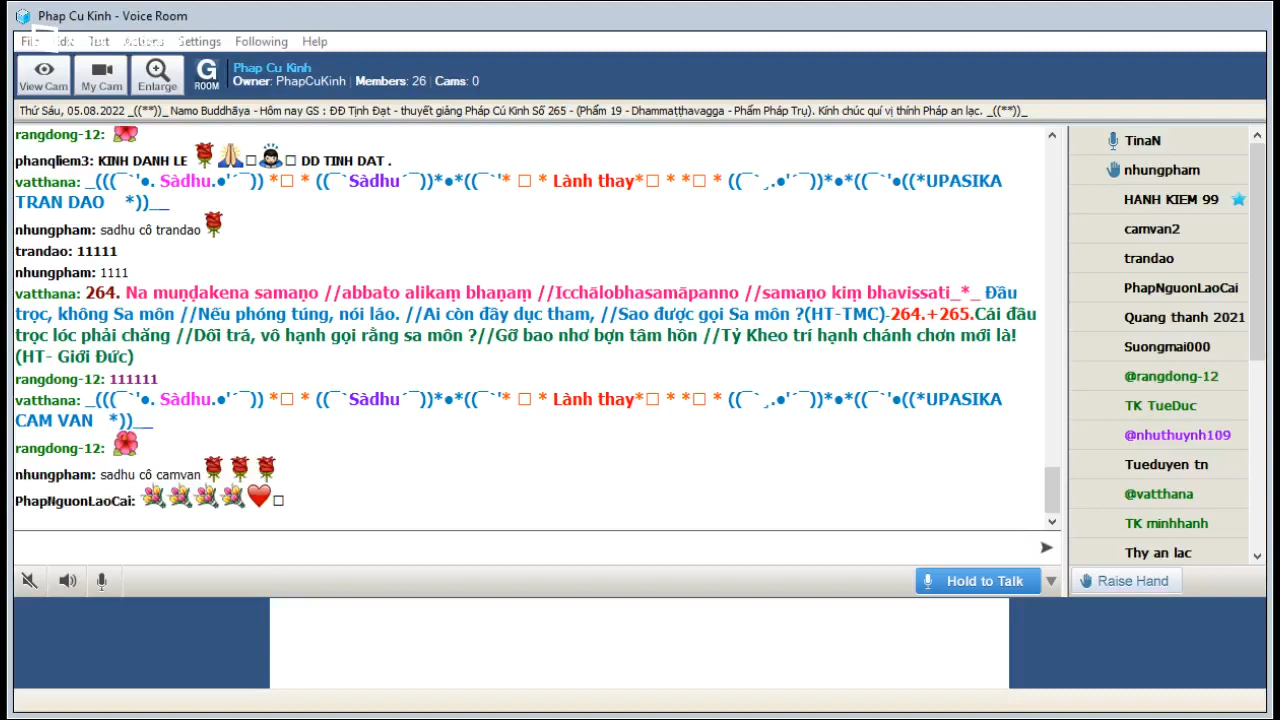 Phap Cu Kinh - Voice Room
Settings Following Help
View Cam My Cam Enlarge G ROOM
Phap Cu Kinh
Owner: PhapCuKinh | Members: 26 | Cams: 0
Thứ Sáu, 05.08.2022 _((**))_ Namo Buddhāya - Hôm nay GS : ĐĐ Tịnh Đạt - thuyết giảng Pháp Cú Kinh Số 265 - (Phẩm 19 - Dhammaṭṭhavagga - Phẩm Pháp Trụ). Kính chúc quí vị thính Pháp an lạc. _((**))_
rangdong-12:
phanqliem3: KINH DANH LE □ □ DD TINH DAT .
vatthana: _(((¯`'●. Sàdhu.●'´¯)) *□ * ((¯`Sàdhu´¯))*●*((¯`'* □ * Lành thay*□ * *□ * ((¯`¸.●'´¯))*●*((¯`'●((*UPASIKA
TRAN DAO *))__
nhungpham: sadhu cô trandao
trandao: 11111
nhungpham: 1111
vatthana: 264. Na muṇḍakena samaṇo //abbato alikaṃ bhaṇaṃ //Icchālobhasamāpanno //samaṇo kiṃ bhavissati_*_ Đầu
trọc, không Sa môn //Nếu phóng túng, nói láo. //Ai còn đầy dục tham, //Sao được gọi Sa môn ?(HT-TMC)-264.+265.Cái đầu
trọc lóc phải chăng //Dối trá, vô hạnh gọi rằng sa môn ?//Gỡ bao nhơ bợn tâm hồn //Tỷ Kheo trí hạnh chánh chơn mới là!
(HT- Giới Đức)
rangdong-12: 111111
vatthana: _(((¯`'●. Sàdhu.●'´¯)) *□ * ((¯`Sàdhu´¯))*●*((¯`'* □ * Lành thay*□ * *□ * ((¯`¸.●'´¯))*●*((¯`'●((*UPASIKA
CAM VAN *))__
rangdong-12:
nhungpham: sadhu cô camvan
PhapNguonLaoCai: □
Hold to Talk
TinaN
nhungpham
HANH KIEM 99
camvan2
trandao
PhapNguonLaoCai
Quang thanh 2021
Suongmai000
@rangdong-12
TK TueDuc
@nhuthuynh109
Tueduyen tn
@vatthana
TK minhhanh
Thy an lac
Raise Hand